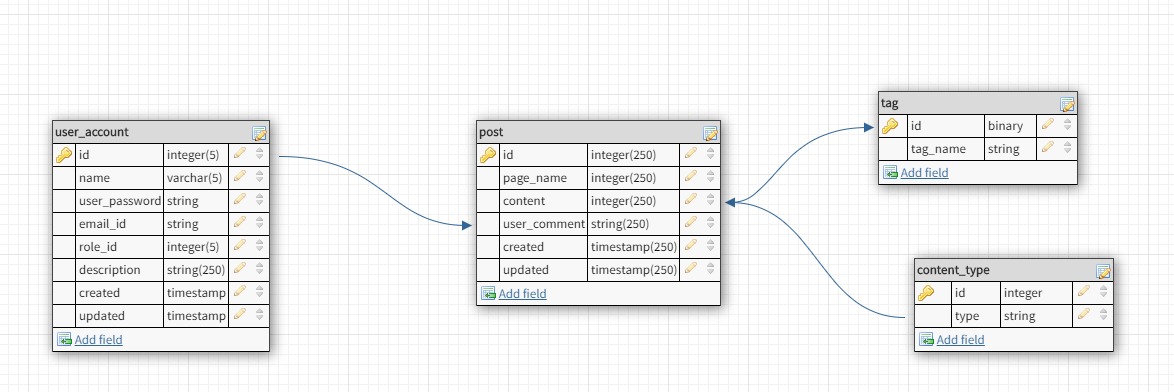 user_account
id integer(5)
name varchar(5)
user_password string
email_id string
role_id integer(5)
description string(250)
created timestamp
updated timestamp
Add field
post
id integer(250)
page_name integer(250)
content integer(250)
user_comment string(250)
created timestamp(250)
updated timestamp(250)
Add field
tag
id binary
tag_name string
Add field
content_type
id integer
type string
Add field